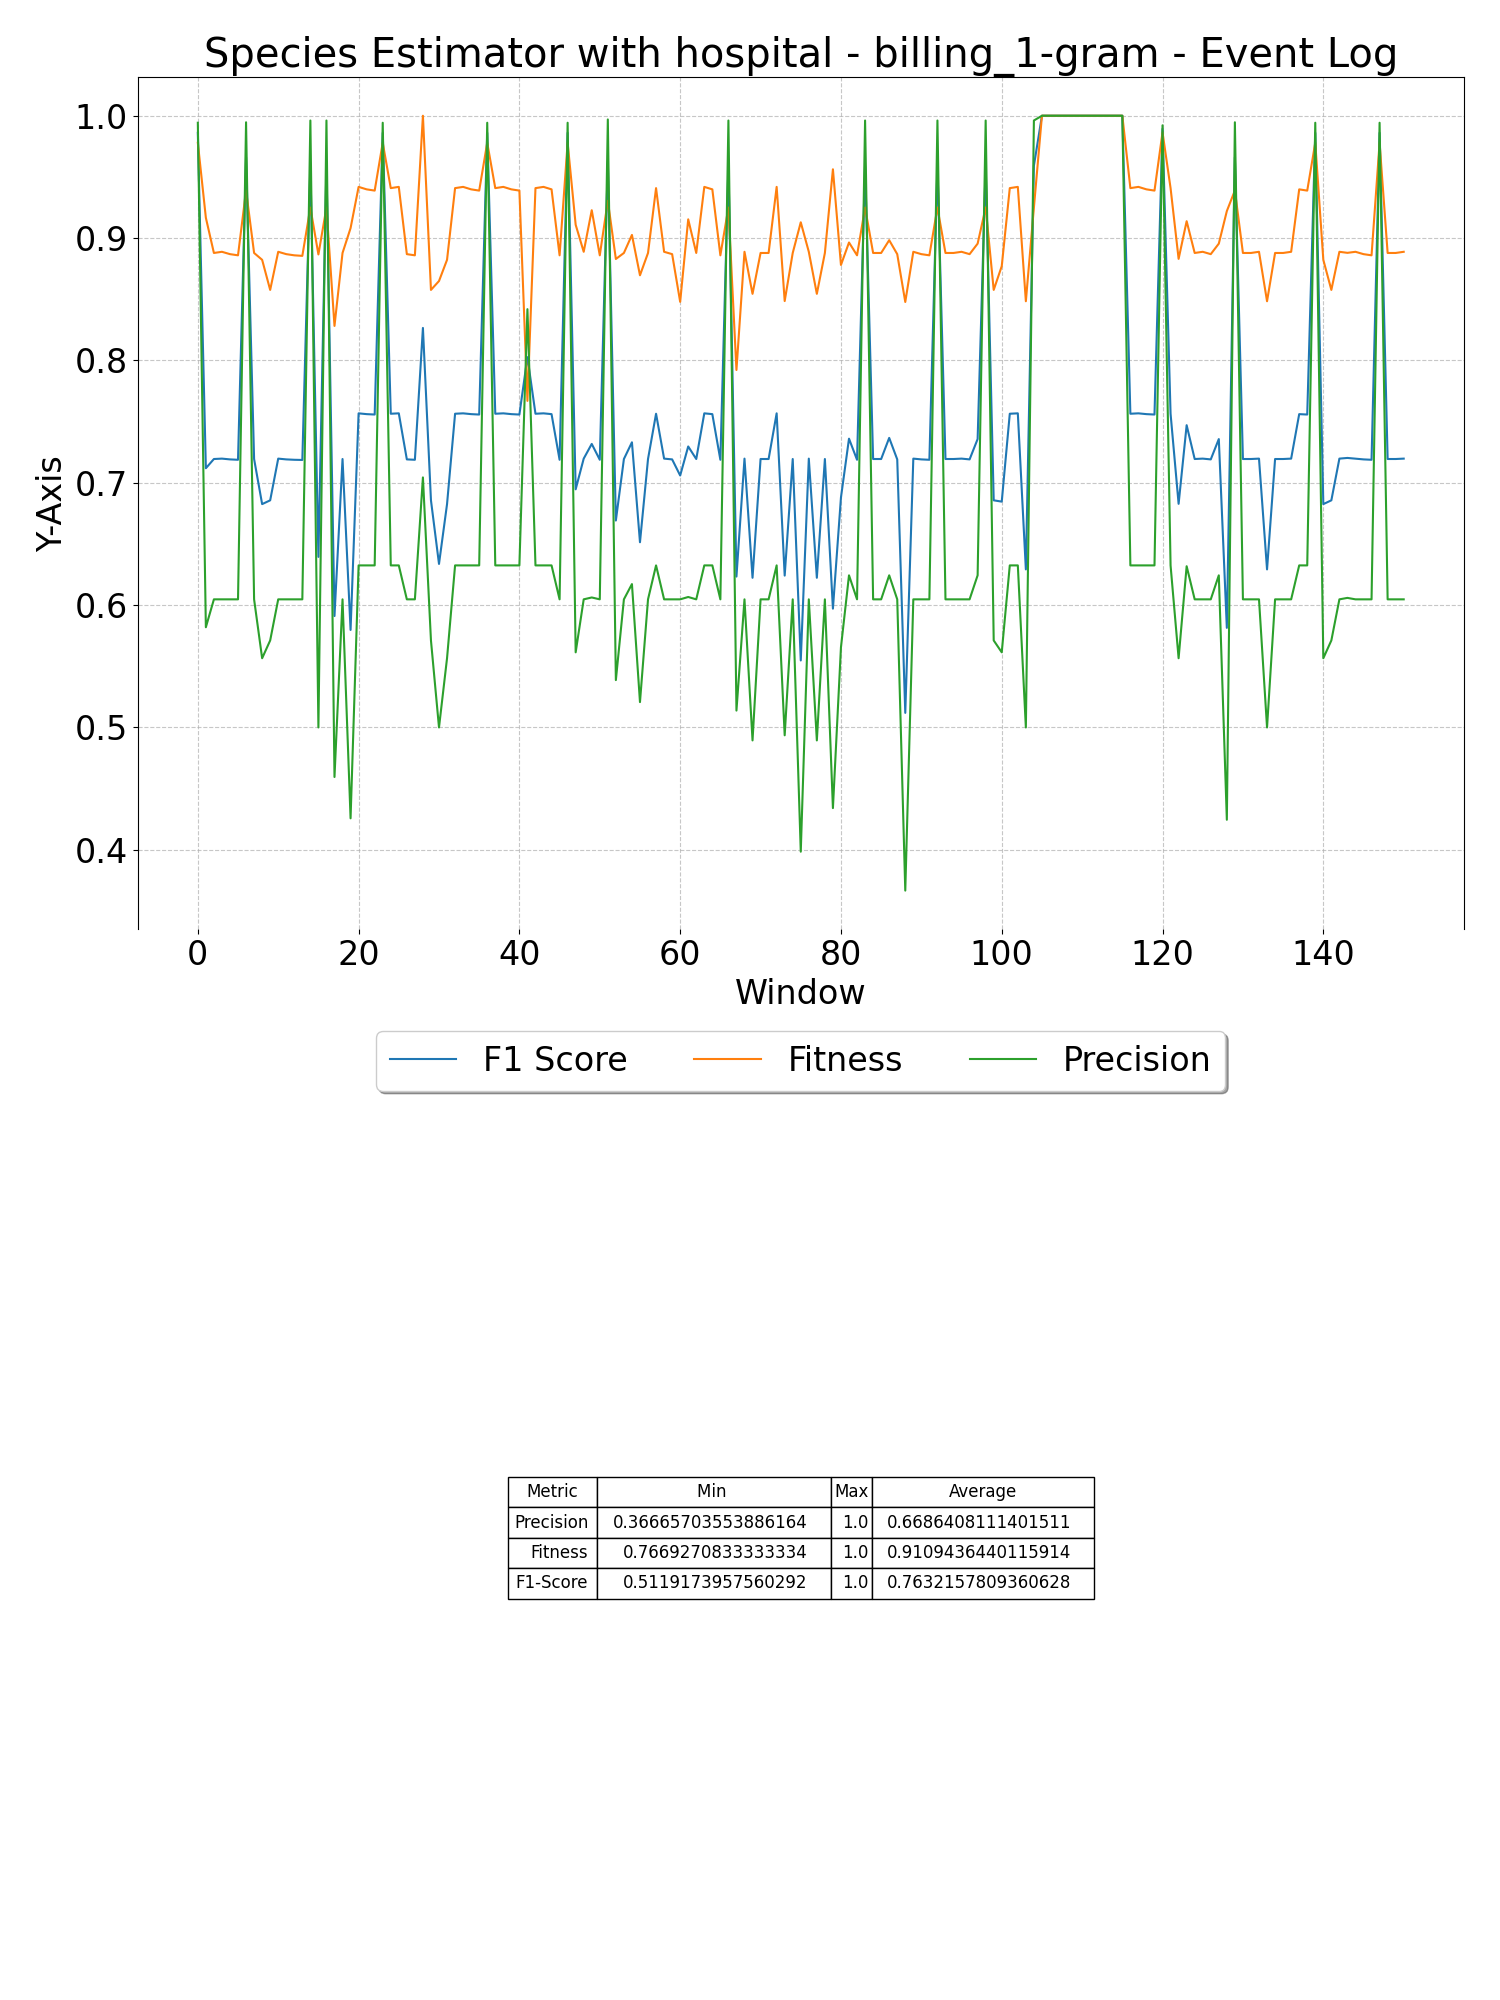 Species Estimator with hospital - billing_1-gram - Event Log
1.0
0.9
0.8
0.7
0.6
0.5
0.4
Y-Axis
0 20 40 60 80 100 120 140
Window
F1 Score Fitness Precision
Metric Min Max Average
Precision 0.36665703553886164 1.0 0.6686408111401511
Fitness 0.7669270833333334 1.0 0.9109436440115914
F1-Score 0.5119173957560292 1.0 0.7632157809360628